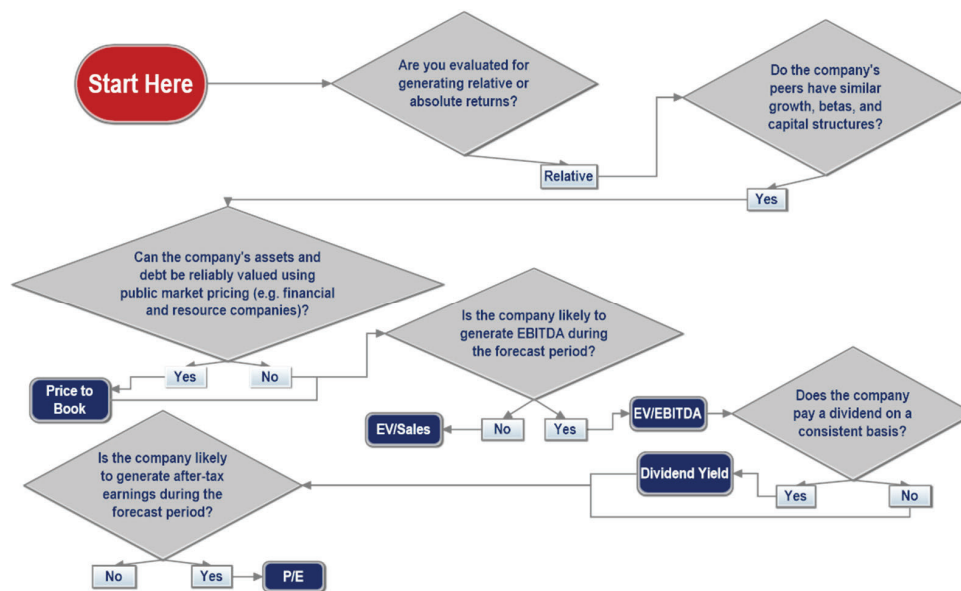 Start Here
Are you evaluated for
generating relative or
absolute returns?
Relative
Do the company's
peers have similar
growth, betas, and
capital structures?
Yes
Can the company's assets and
debt be reliably valued using
public market pricing (e.g. financial
and resource companies)?
Yes
No
Price to
Book
Is the company likely to
generate EBITDA during
the forecast period?
EV/Sales
No
Yes
EV/EBITDA
Does the company
pay a dividend on a
consistent basis?
Dividend Yield
Yes
No
Is the company likely
to generate after-tax
earnings during the
forecast period?
No
Yes
P/E